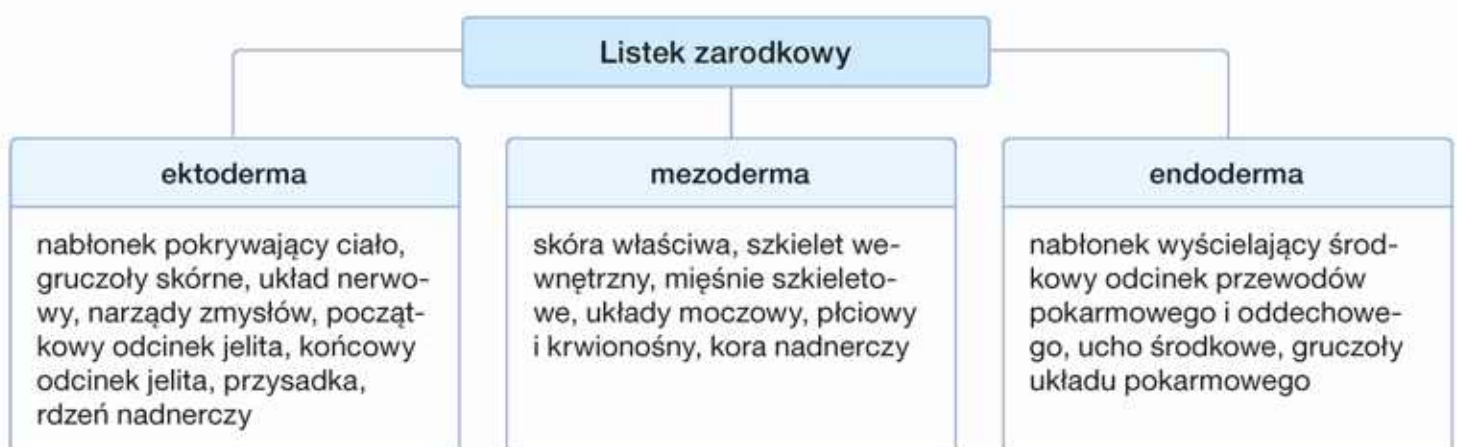 Listek zarodkowy
ektoderma
nabłonek pokrywający ciało,
gruczoły skórne, układ nerwo-
wy, narządy zmysłów, począt-
kowy odcinek jelita, końcowy
odcinek jelita, przysadka,
rdzeń nadnerczy
mezoderma
skóra właściwa, szkielet we-
wnętrzny, mięśnie szkieleto-
we, układy moczowy, płciowy
i krwionośny, kora nadnerczy
endoderma
nabłonek wyścielający środ-
kowy odcinek przewodów
pokarmowego i oddechowe-
go, ucho środkowe, gruczoły
układu pokarmowego